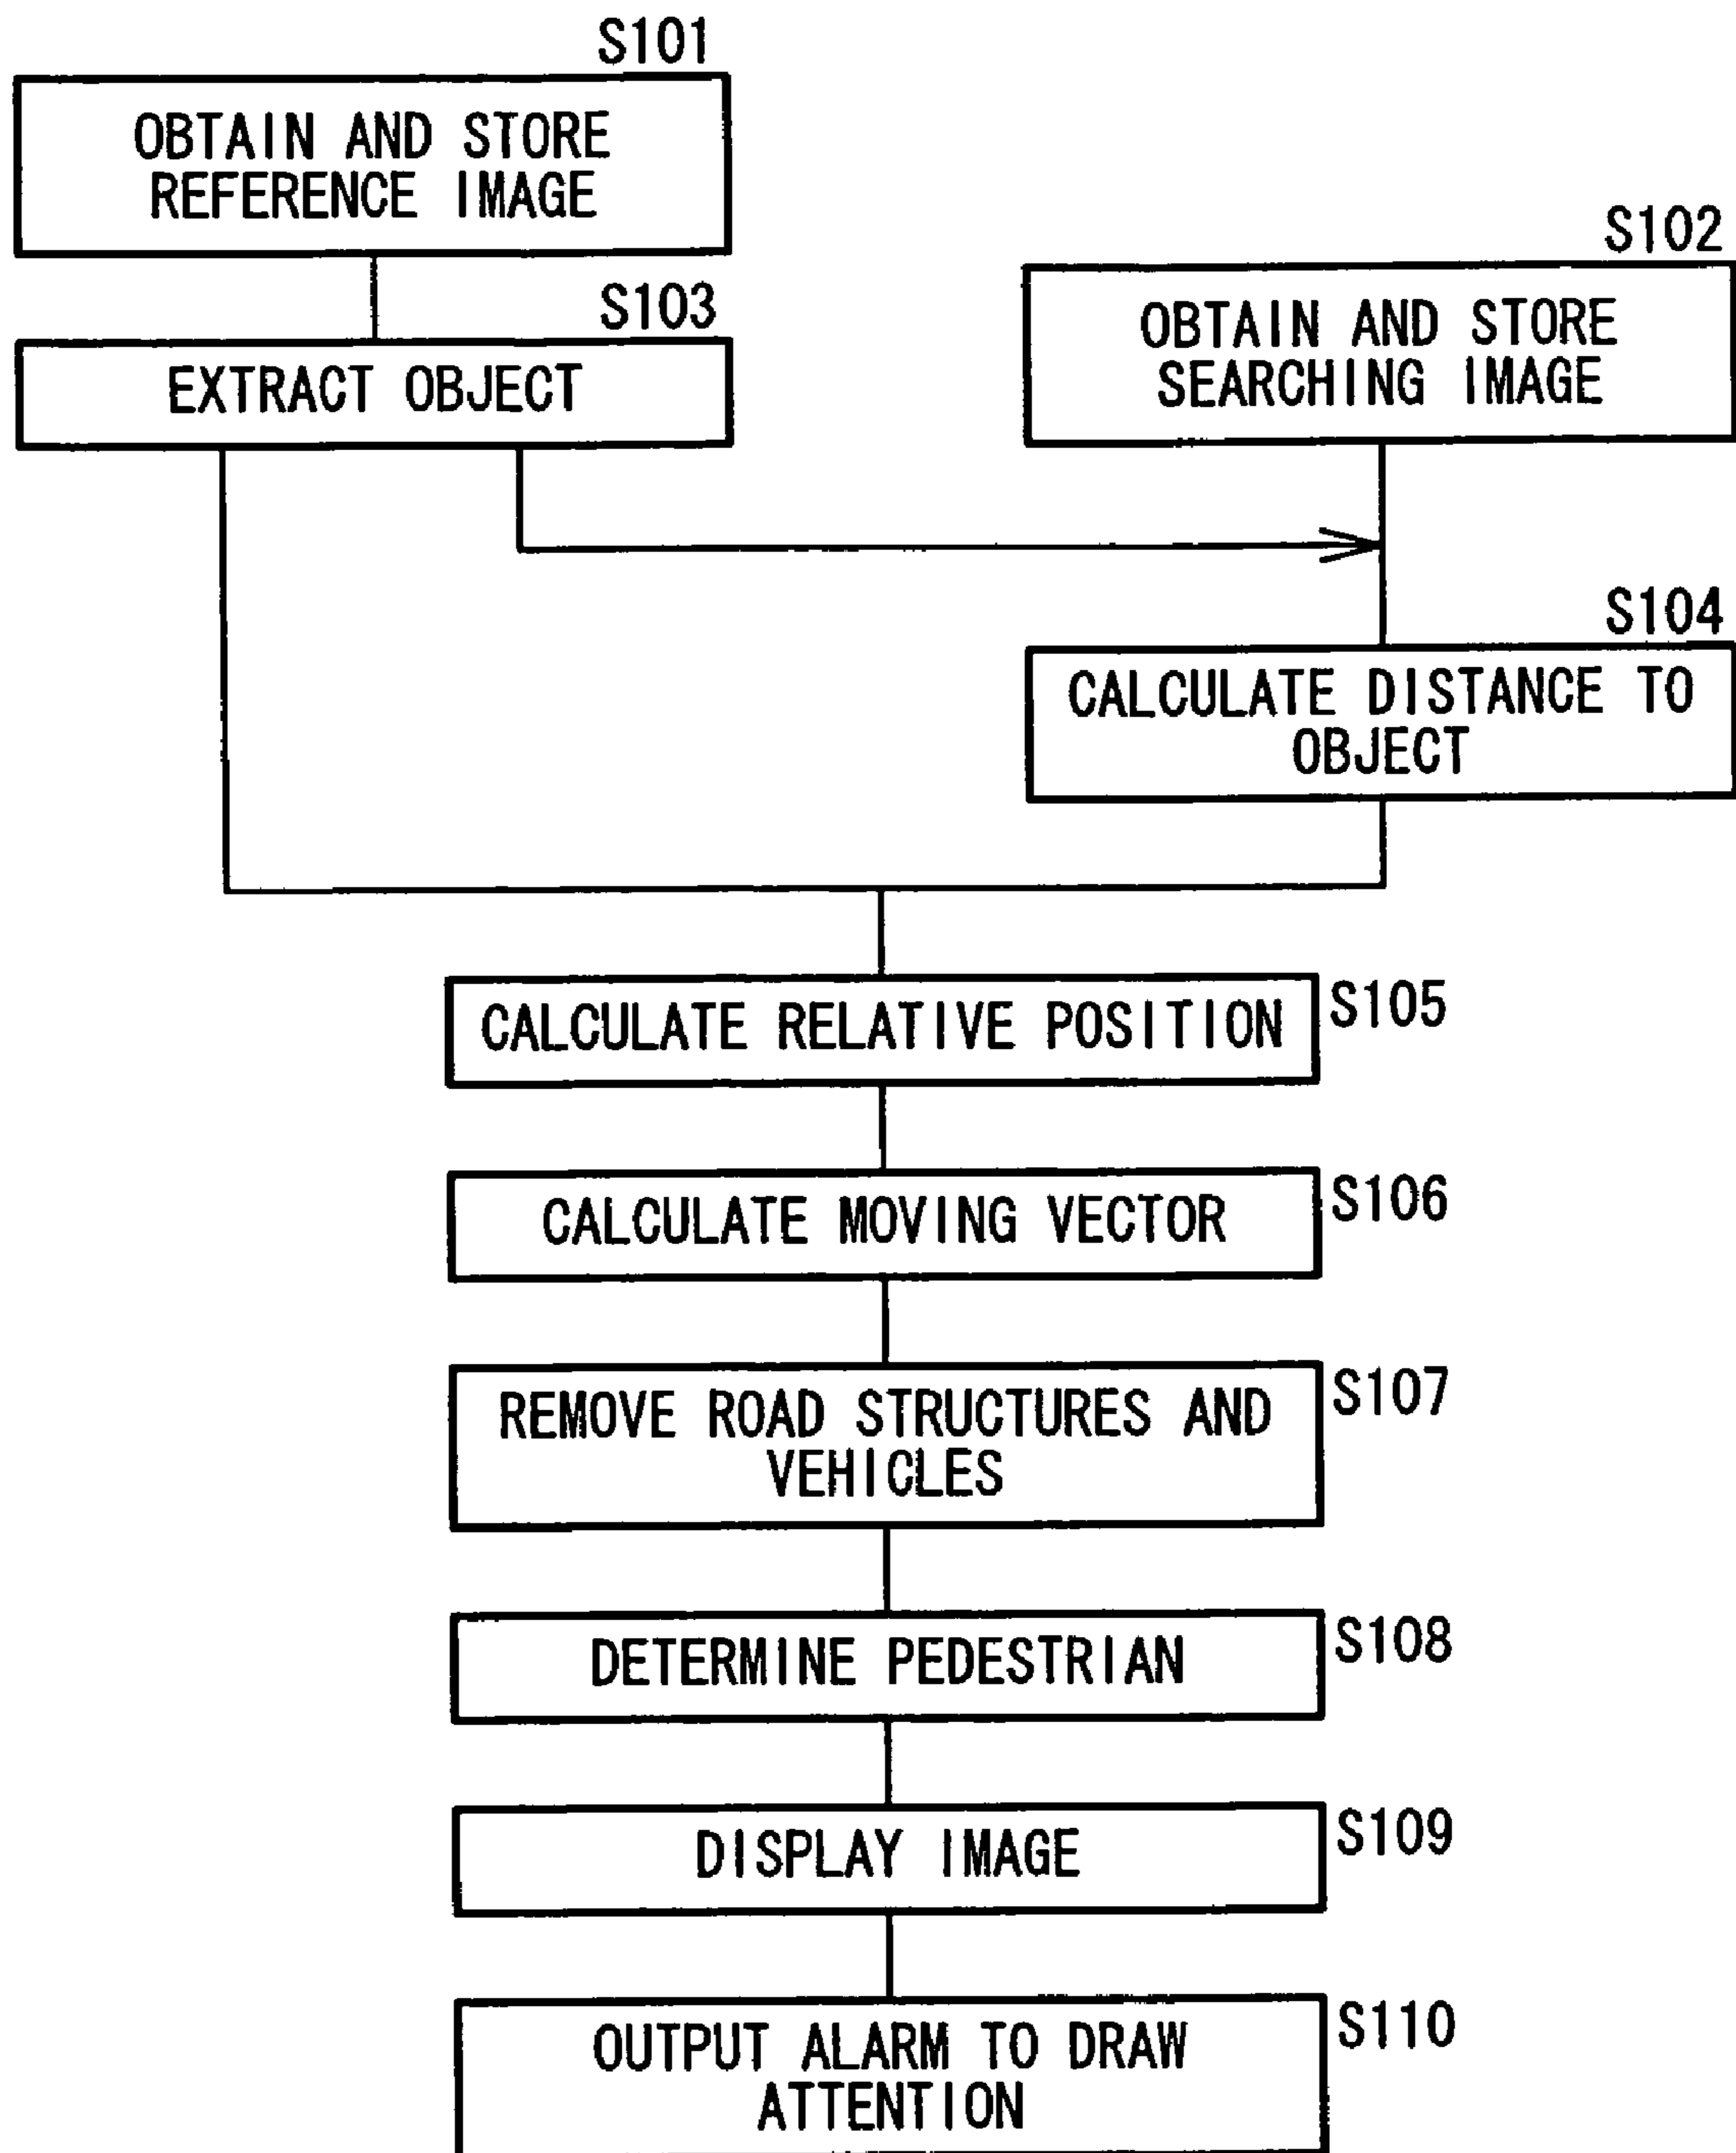 S101
OBTAIN AND STORE
REFERENCE IMAGE
S102
OBTAIN AND STORE
SEARCHING IMAGE
S103
EXTRACT OBJECT
S104
CALCULATE DISTANCE TO
OBJECT
S105
CALCULATE RELATIVE POSITION
S106
CALCULATE MOVING VECTOR
S107
REMOVE ROAD STRUCTURES AND
VEHICLES
S108
DETERMINE PEDESTRIAN
S109
DISPLAY IMAGE
S110
OUTPUT ALARM TO DRAW
ATTENTION